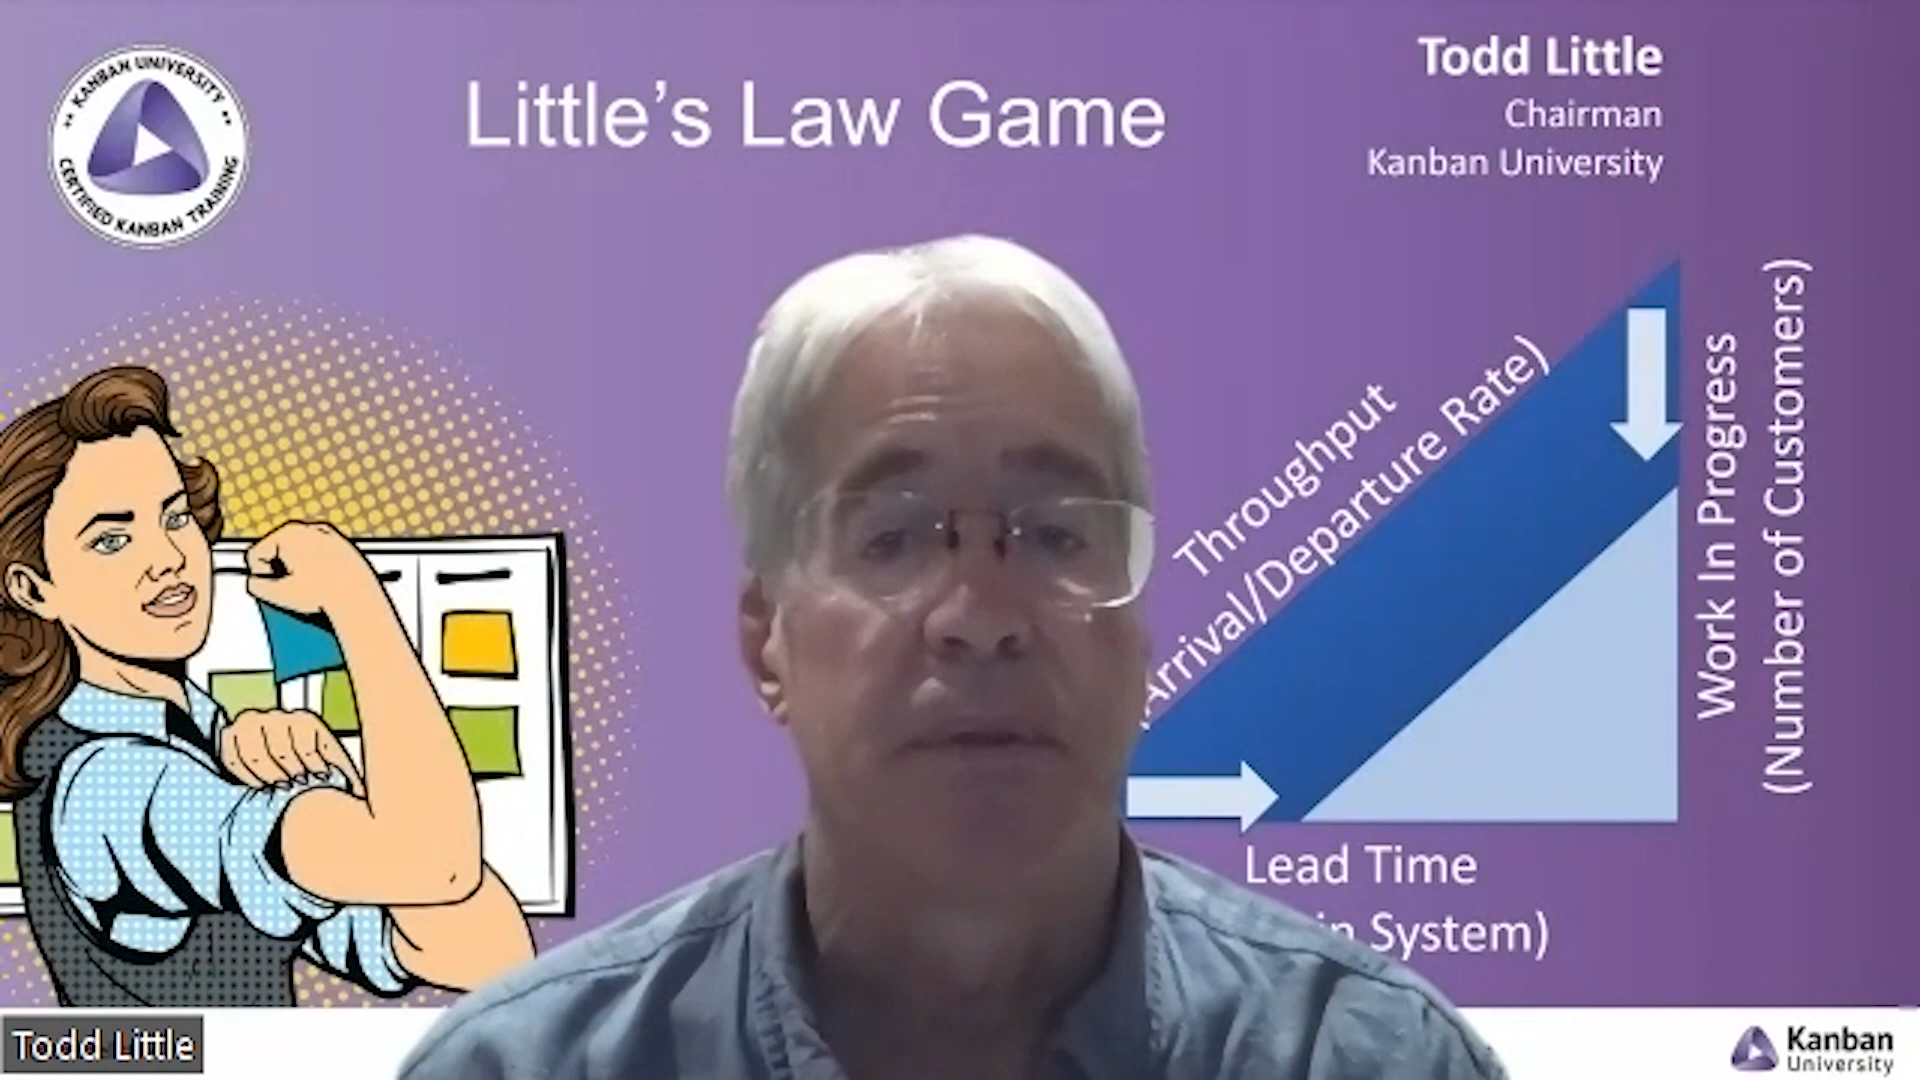 KANBAN UNIVERSITY
CERTIFIED KANBAN TRAINING
Little's Law Game
Todd Little
Chairman
Kanban University
Throughput
(Arrival/Departure Rate)
Work In Progress
(Number of Customers)
Lead Time
in System)
Todd Little
Kanban
University